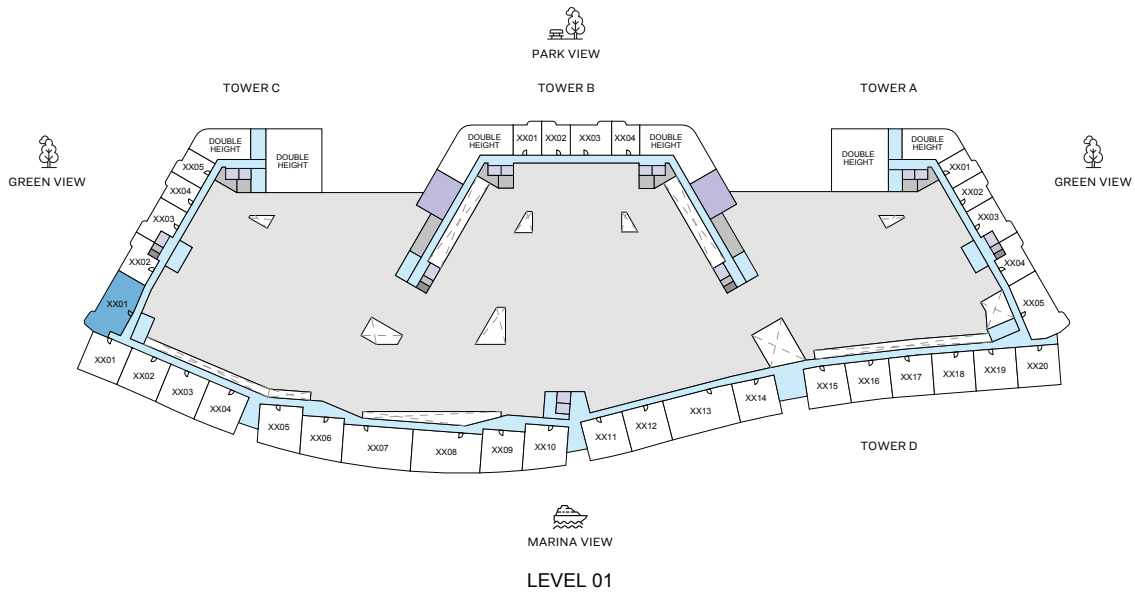 PARK VIEW
TOWER C
TOWER B
TOWER A
GREEN VIEW
GREEN VIEW
DOUBLE
HEIGHT
DOUBLE
HEIGHT
XX05
XX04
XX03
XX02
XX01
DOUBLE
HEIGHT
XX01
XX02
XX03
XX04
DOUBLE
HEIGHT
DOUBLE
HEIGHT
DOUBLE
HEIGHT
XX01
XX02
XX03
XX04
XX05
XX01
XX02
XX03
XX04
XX05
XX06
XX07
XX08
XX09
XX10
XX11
XX12
XX13
XX14
XX15
XX16
XX17
XX18
XX19
XX20
TOWER D
MARINA VIEW
LEVEL 01